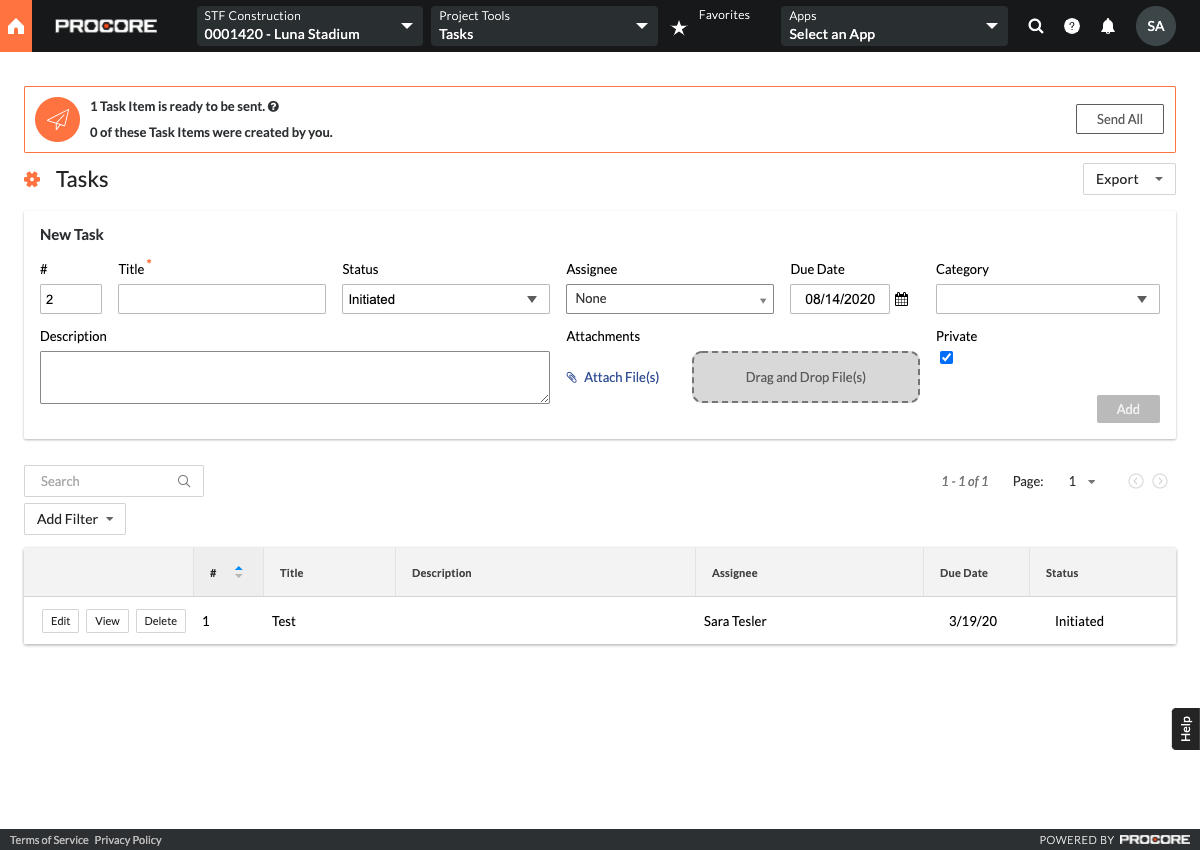 PROCORE
STF Construction
0001420 - Luna Stadium
Project Tools
Tasks
Favorites
Apps
Select an App
SA
1 Task Item is ready to be sent.
0 of these Task Items were created by you.
Send All
Tasks
Export
New Task
# Title * Status Assignee Due Date Category
2 Initiated None 08/14/2020
Description Attachments Private
Attach File(s) Drag and Drop File(s)
Add
Search
1 - 1 of 1 Page: 1
Add Filter
# Title Description Assignee Due Date Status
Edit View Delete 1 Test Sara Tesler 3/19/20 Initiated
Help
Terms of Service Privacy Policy
POWERED BY PROCORE